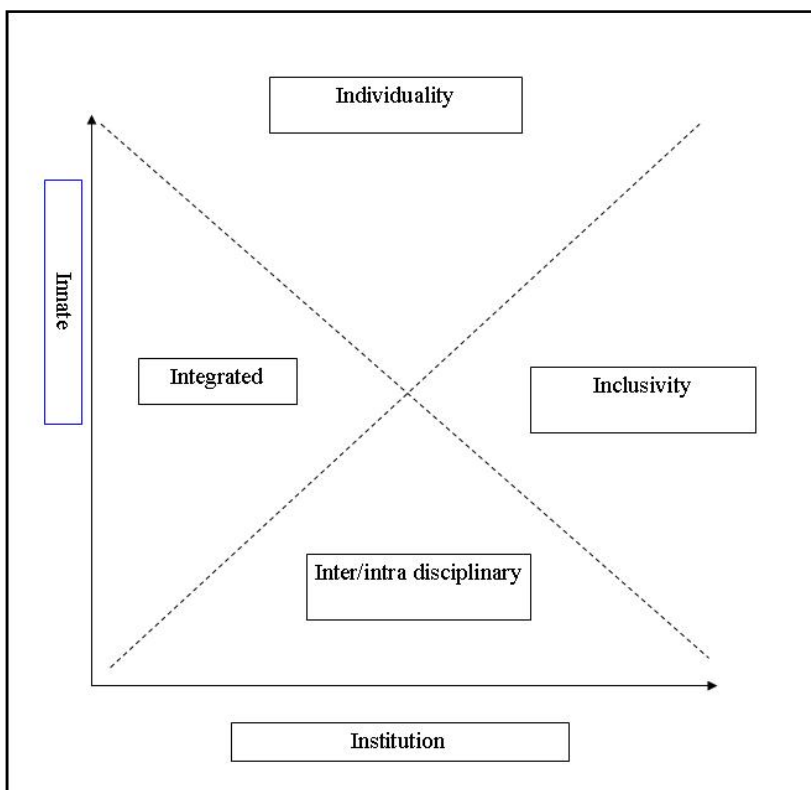 Individuality
Innate
Integrated
Inclusivity
Inter/intra disciplinary
Institution